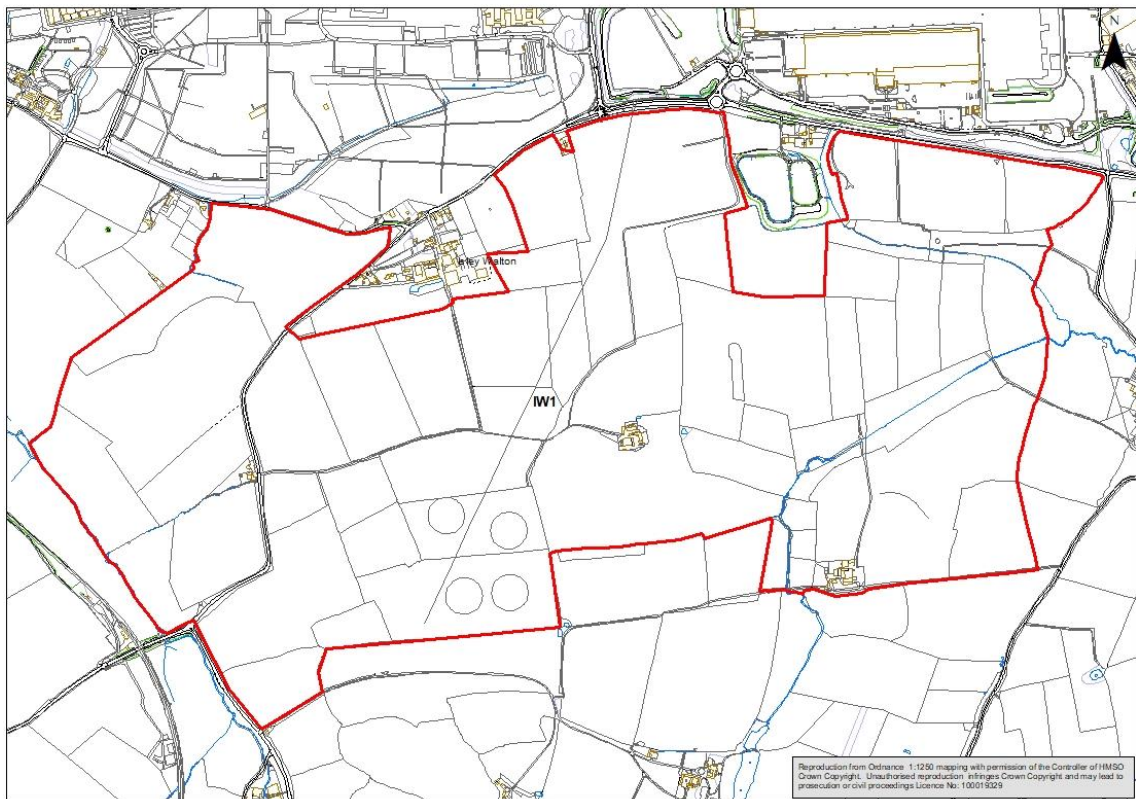 N
Irley Walton
IW1
Reproduction from Ordnance 1:1250 mapping with permission of the Controller of HMSO
Crown Copyright. Unauthorised reproduction infringes Crown Copyright and may lead to
prosecution or civil proceedings Licence No: 100019329